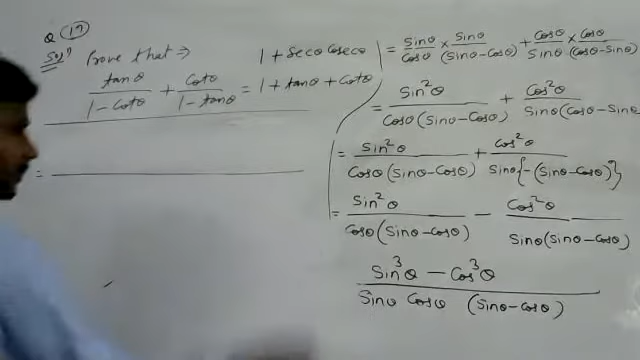 Q 17
Sol? Prove that ⇒ 1 + secθ cosecθ
tanθ/1 - cotθ + cotθ/1 - tanθ = 1 + tanθ + cotθ
=
= sinθ/cosθ × sinθ/(sinθ - cosθ) + cosθ/sinθ × cosθ/(cosθ - sinθ)
= sin²θ/cosθ(sinθ - cosθ) + cos²θ/sinθ(cosθ - sinθ
= sin²θ/cosθ(sinθ - cosθ) + cos²θ/sinθ{-(sinθ - cosθ)}
= sin²θ/cosθ(sinθ - cosθ) - cos²θ/sinθ(sinθ - cosθ)
sin³θ - cos³θ/sinθ cosθ (sinθ - cosθ)